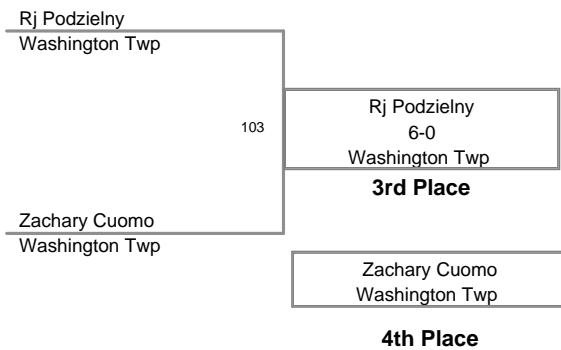 Rj Podzielny
Washington Twp
103
Rj Podzielny
6-0
Washington Twp
3rd Place
Zachary Cuomo
Washington Twp
Zachary Cuomo
Washington Twp
4th Place